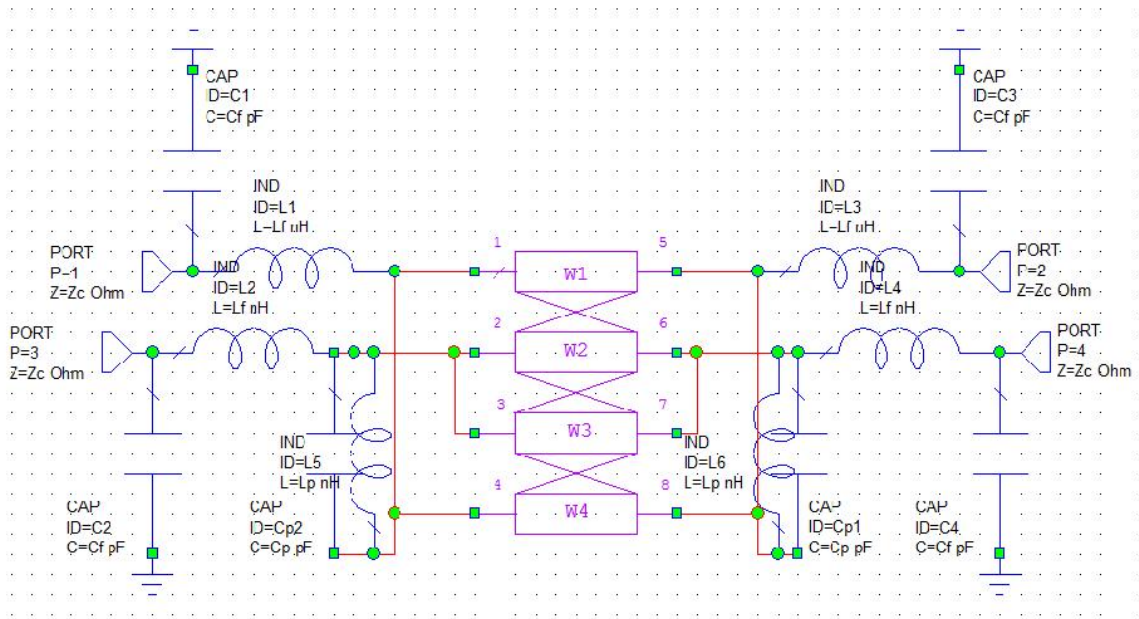 CAP
ID=C1
C=Cf pF
CAP
ID=C3
C=Cf pF
IND
ID=L1
L=Lf nH
IND
ID=L3
L=Lf nH
PORT
P=1
Z=Zc Ohm
IND
ID=L2
L=Lf nH
1
W1
5
IND
ID=L4
L=Lf nH
PORT
P=2
Z=Zc Ohm
PORT
P=3
Z=Zc Ohm
2
W2
6
PORT
P=4
Z=Zc Ohm
3
W3
7
IND
ID=L5
L=Lp nH
IND
ID=L6
L=Lp nH
4
W4
8
CAP
ID=C2
C=Cf pF
CAP
ID=Cp2
C=Cp pF
CAP
ID=Cp1
C=Cp pF
CAP
ID=C4
C=Cf pF